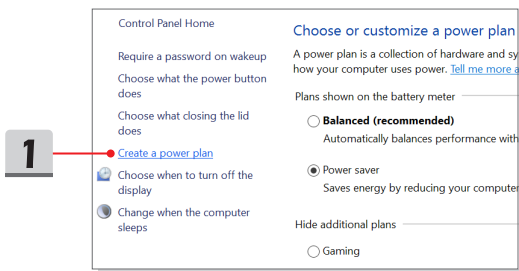 1
Control Panel Home
Require a password on wakeup
Choose what the power button
does
Choose what closing the lid
does
Create a power plan
Choose when to turn off the
display
Change when the computer
sleeps
Choose or customize a power plan
A power plan is a collection of hardware and sy
how your computer uses power. Tell me more a
Plans shown on the battery meter
Balanced (recommended)
Automatically balances performance with
Power saver
Saves energy by reducing your computer
Hide additional plans
Gaming